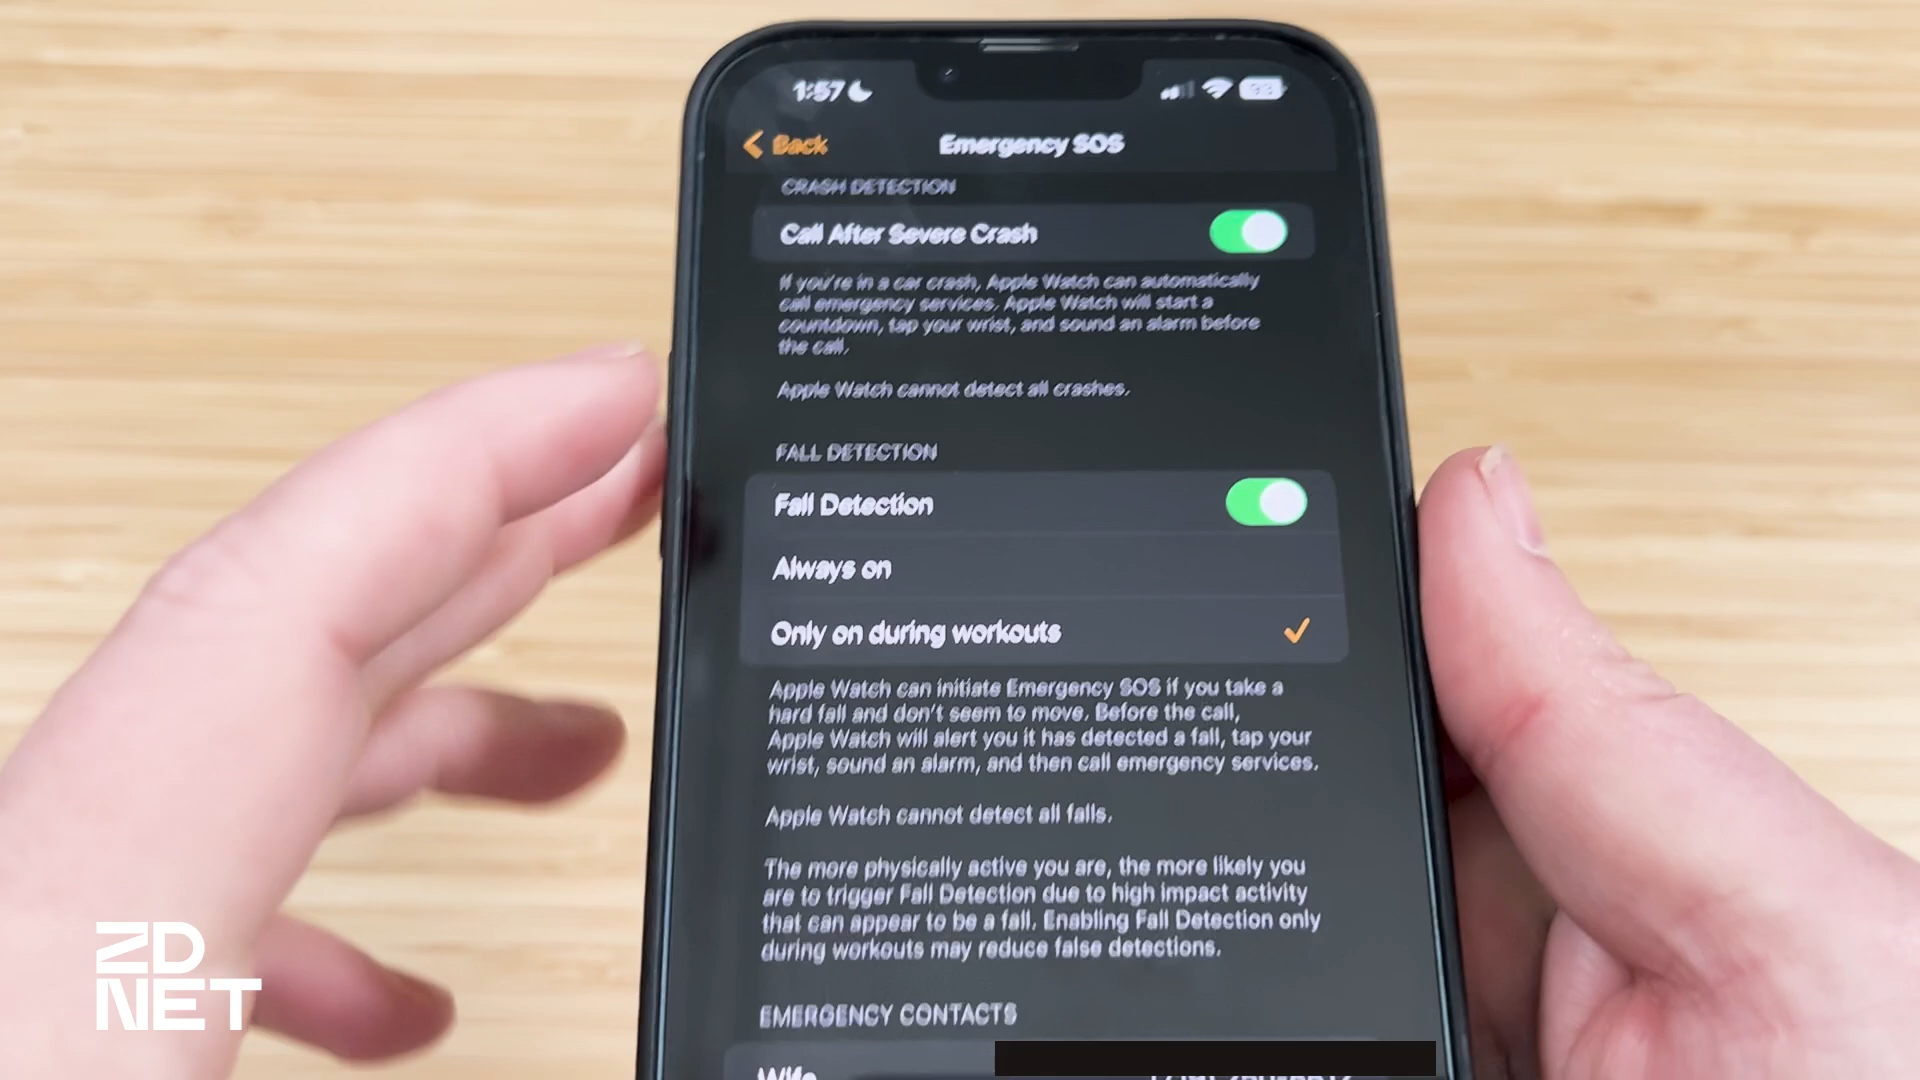 1:57
Back
Emergency SOS
CRASH DETECTION
Call After Severe Crash
If you're in a car crash, Apple Watch can automatically
call emergency services. Apple Watch will start a
countdown, tap your wrist, and sound an alarm before
the call.
Apple Watch cannot detect all crashes.
FALL DETECTION
Fall Detection
Always on
Only on during workouts
Apple Watch can initiate Emergency SOS if you take a
hard fall and don't seem to move. Before the call,
Apple Watch will alert you it has detected a fall, tap your
wrist, sound an alarm, and then call emergency services.
Apple Watch cannot detect all falls.
The more physically active you are, the more likely you
are to trigger Fall Detection due to high impact activity
that can appear to be a fall. Enabling Fall Detection only
during workouts may reduce false detections.
EMERGENCY CONTACTS
Wife
ZD
NET